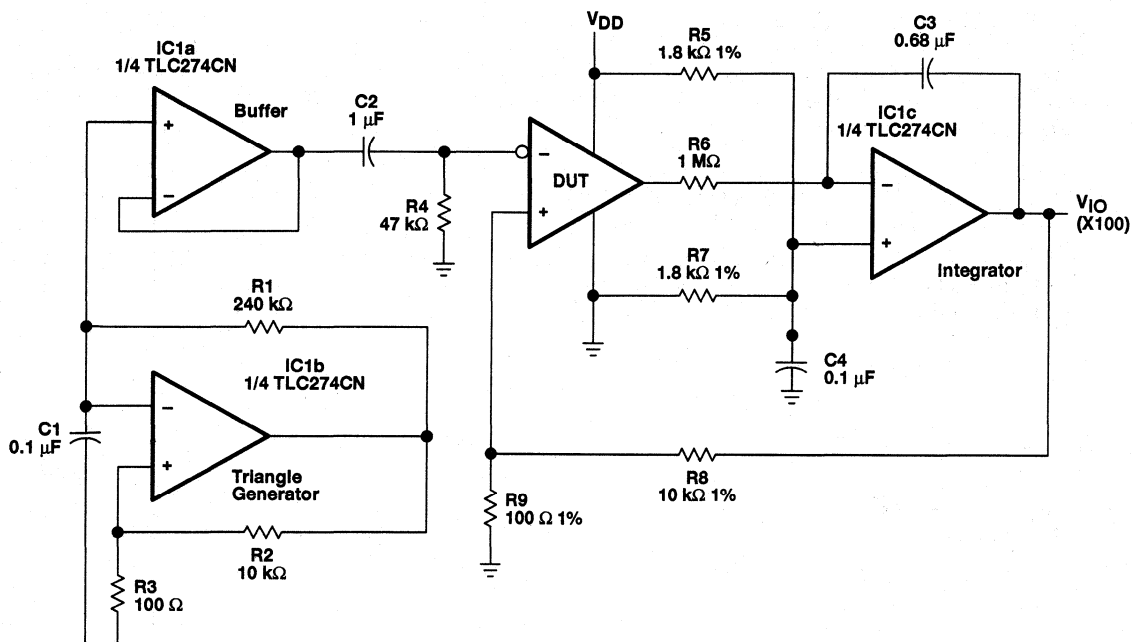 IC1a
1/4 TLC274CN
Buffer
+
−
C2
1 µF
R4
47 kΩ
VDD
R5
1.8 kΩ 1%
C3
0.68 µF
DUT
−
+
R6
1 MΩ
IC1c
1/4 TLC274CN
−
+
Integrator
VIO
(X100)
R7
1.8 kΩ 1%
C4
0.1 µF
R1
240 kΩ
IC1b
1/4 TLC274CN
−
+
Triangle
Generator
C1
0.1 µF
R2
10 kΩ
R3
100 Ω
R8
10 kΩ 1%
R9
100 Ω 1%